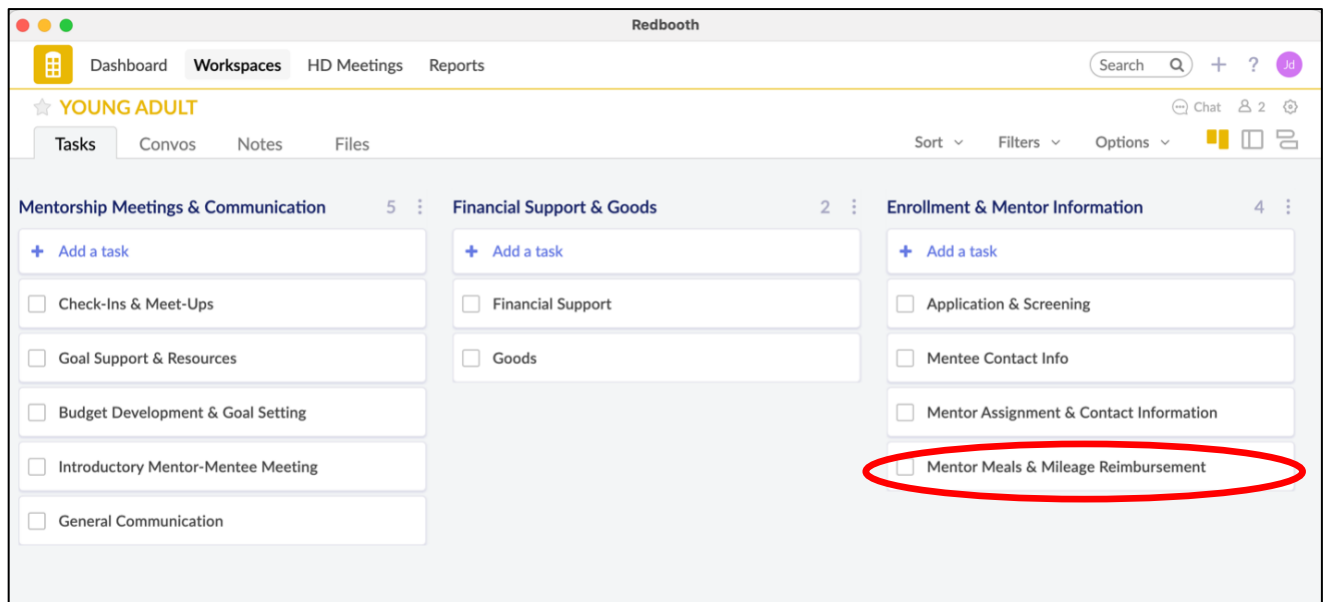 Redbooth
Dashboard Workspaces HD Meetings Reports Search + ? Jd
YOUNG ADULT Chat 2
Tasks Convos Notes Files Sort Filters Options
Mentorship Meetings & Communication 5
+ Add a task
Check-Ins & Meet-Ups
Goal Support & Resources
Budget Development & Goal Setting
Introductory Mentor-Mentee Meeting
General Communication
Financial Support & Goods 2
+ Add a task
Financial Support
Goods
Enrollment & Mentor Information 4
+ Add a task
Application & Screening
Mentee Contact Info
Mentor Assignment & Contact Information
Mentor Meals & Mileage Reimbursement